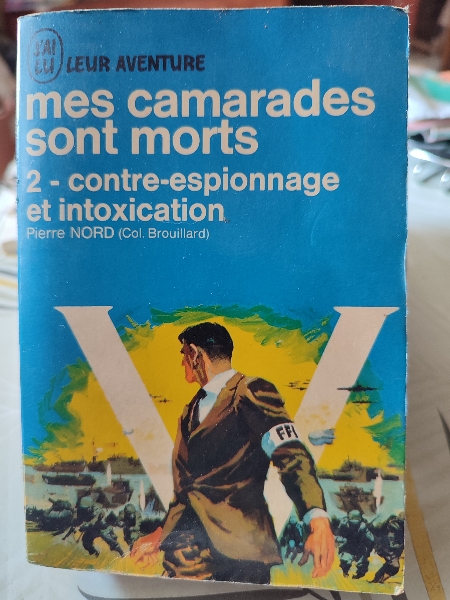 J'AI LU LEUR AVENTURE
mes camarades
sont morts
2 - contre-espionnage
et intoxication
Pierre NORD (Col. Brouillard)
V
FFI